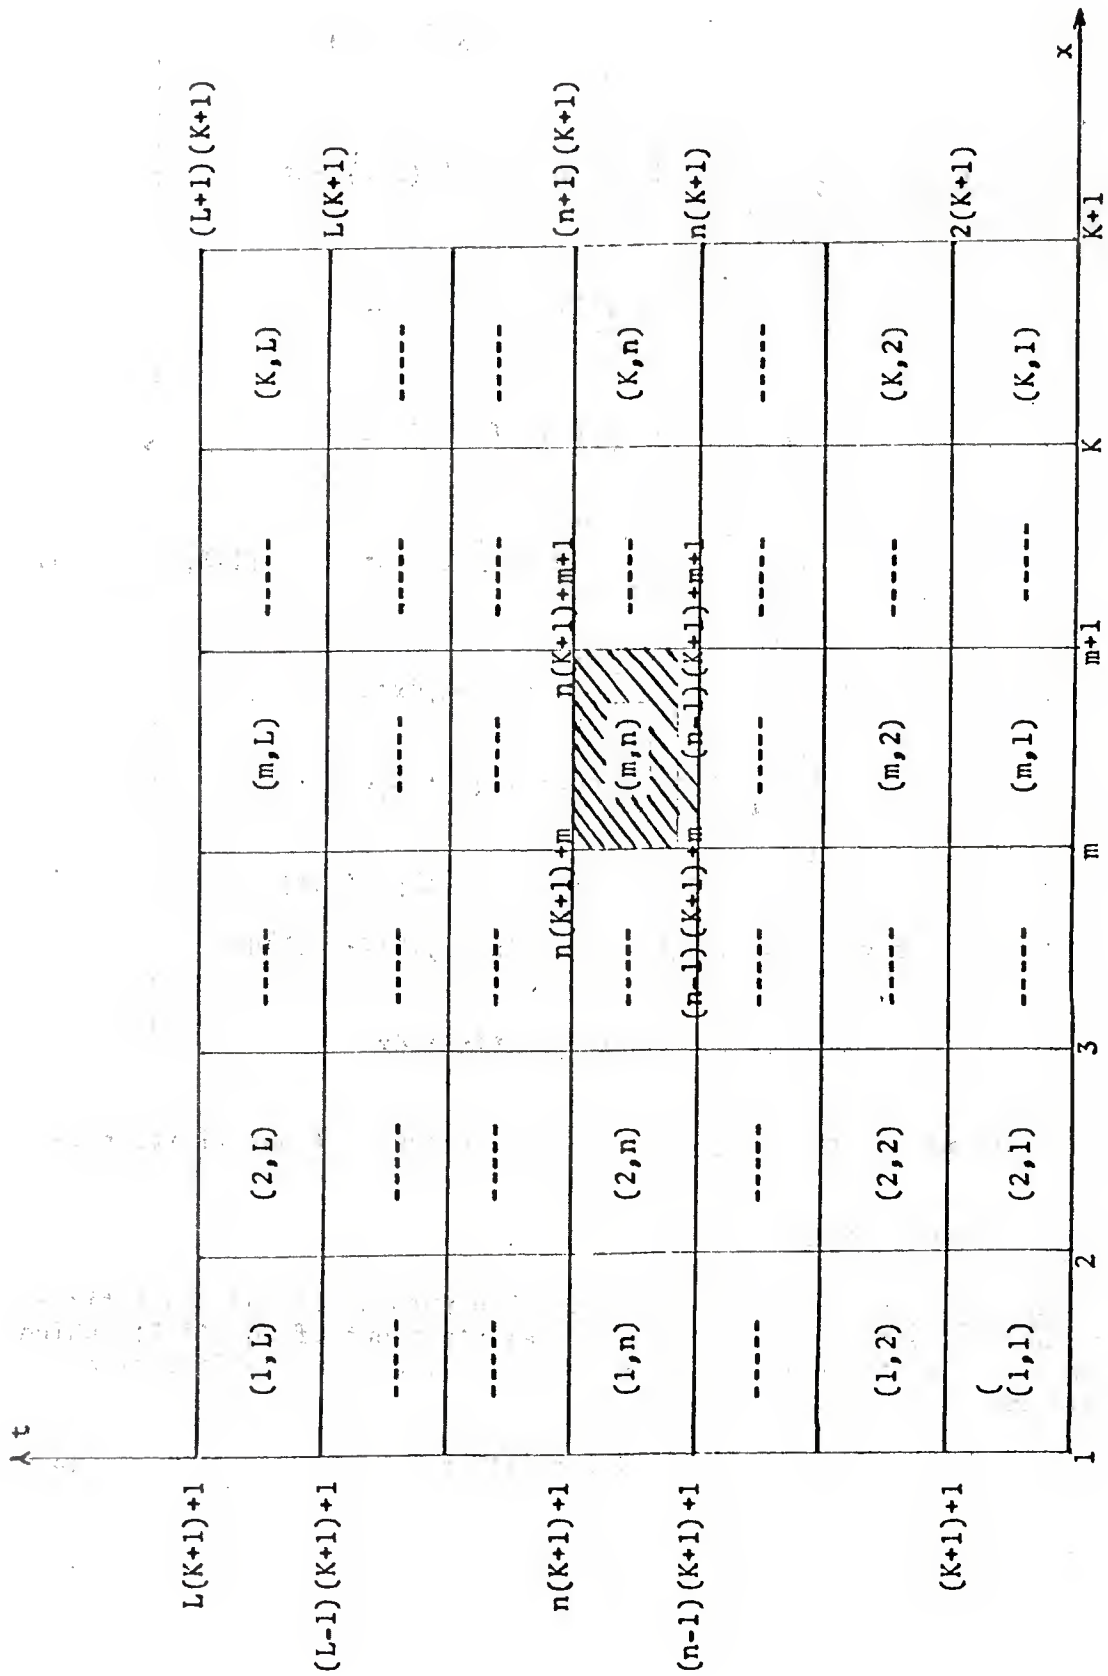 t
L(K+1)+1 (L+1)(K+1)
(1,L) (2,L) ----- (m,L) ----- (K,L)
(L-1)(K+1)+1 L(K+1)
----- ----- ----- ----- ----- -----
----- ----- ----- ----- ----- -----
n(K+1)+1 n(K+1)+m n(K+1)+m+1 (n+1)(K+1)
(1,n) (2,n) ----- (m,n) ----- (K,n)
(n-1)(K+1)+1 (n-1)(K+1)+m (n-1)(K+1)+m+1 n(K+1)
----- ----- ----- ----- ----- -----
(1,2) (2,2) ----- (m,2) ----- (K,2)
(K+1)+1 2(K+1)
(
(1,1) (2,1) ----- (m,1) ----- (K,1)
1 2 3 m m+1 K K+1 x